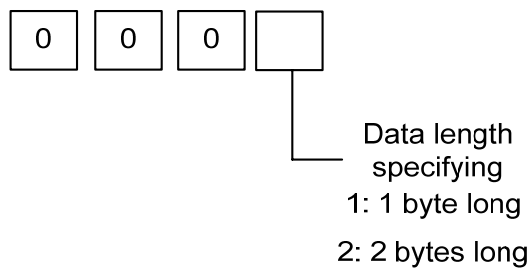 0 0 0
Data length
specifying
1: 1 byte long
2: 2 bytes long